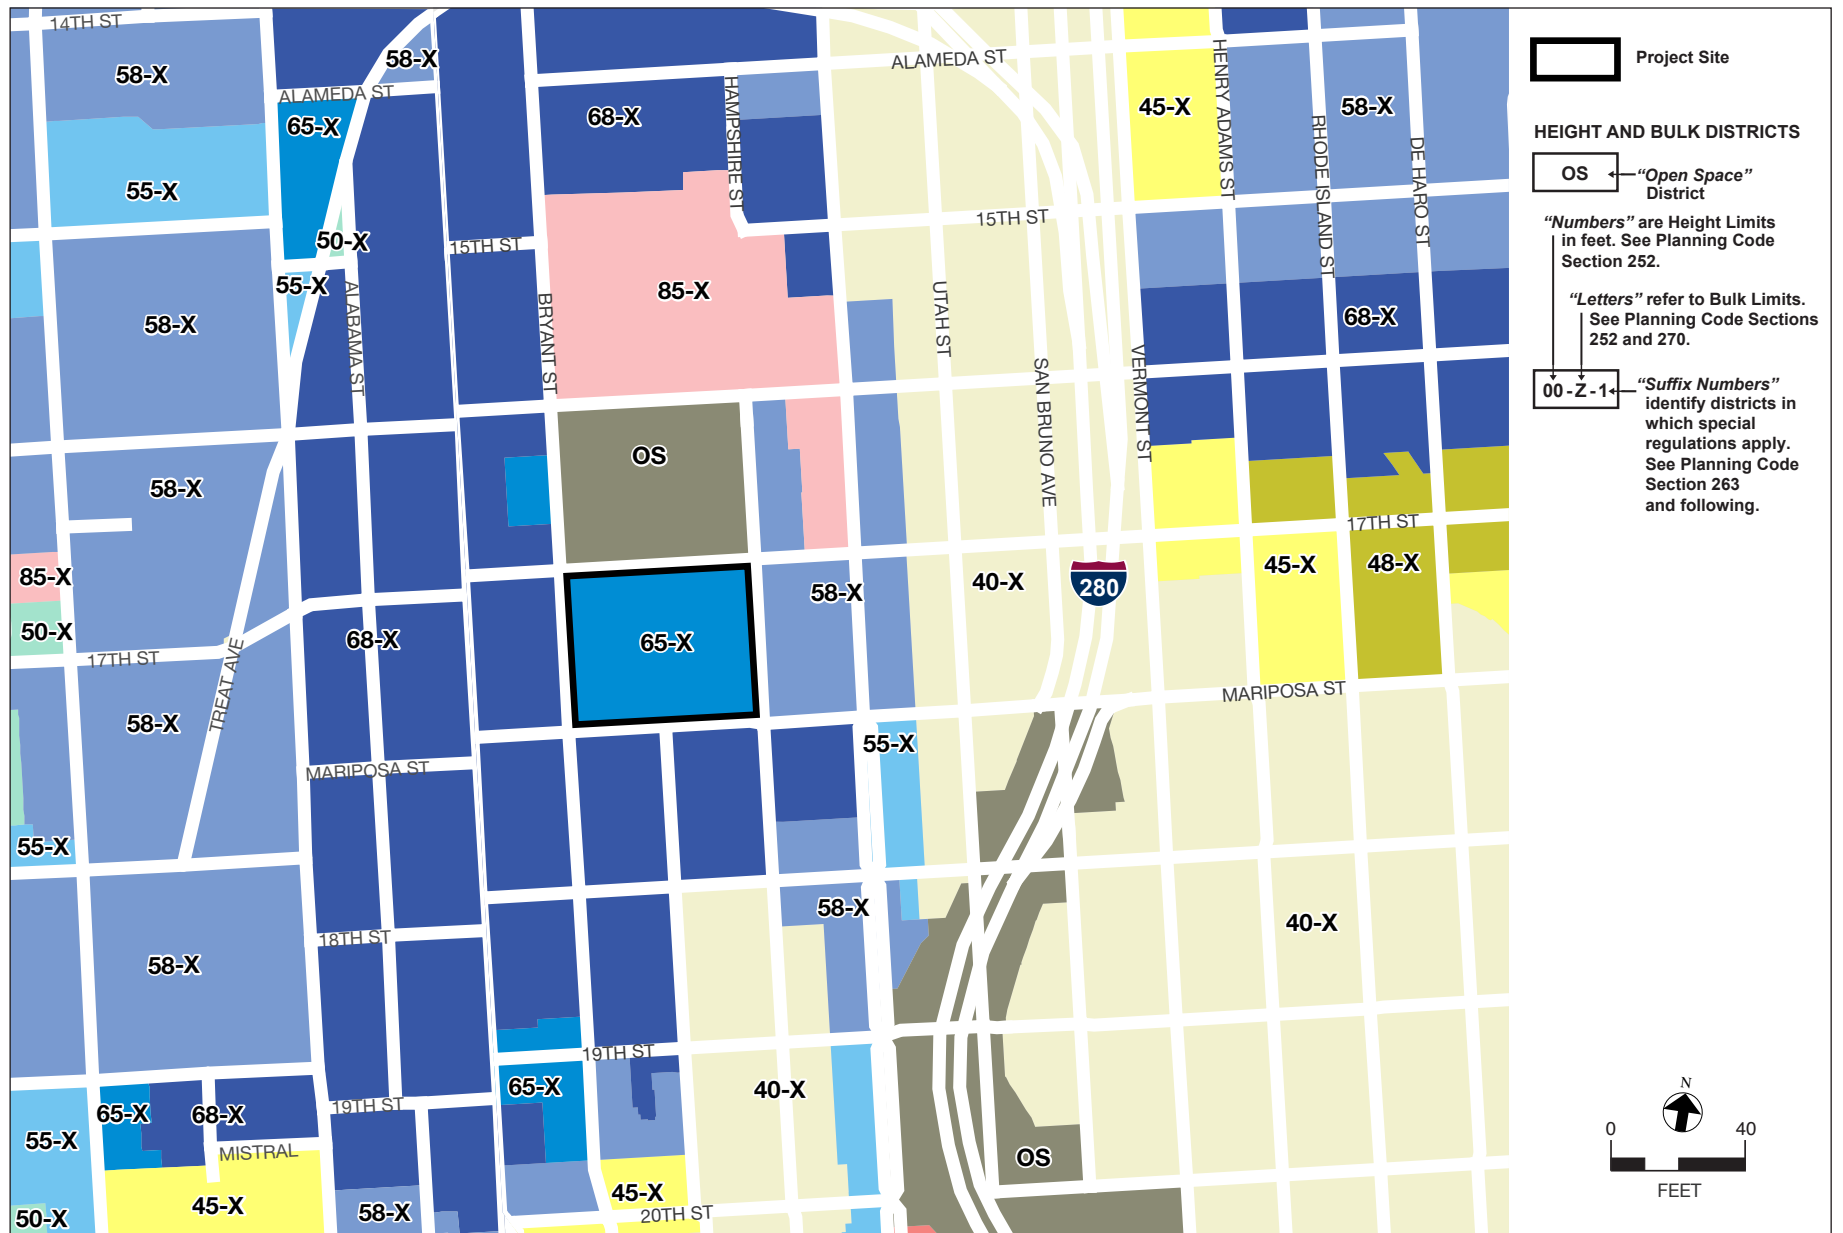 14TH ST
58-X
58-X
ALAMEDA ST
65-X
55-X
50-X
55-X
15TH ST
58-X
ALABAMA ST
BRYANT ST
68-X
HAMPSHIRE ST
85-X
ALAMEDA ST
15TH ST
UTAH ST
SAN BRUNO AVE
VERMONT ST
45-X
HENRY ADAMS ST
RHODE ISLAND ST
58-X
DE HARO ST
68-X
58-X
OS
17TH ST
85-X
50-X
17TH ST
TREAT AVE
68-X
65-X
58-X
40-X
280
45-X
48-X
58-X
MARIPOSA ST
MARIPOSA ST
55-X
55-X
58-X
18TH ST
58-X
40-X
19TH ST
65-X
40-X
65-X
68-X
19TH ST
55-X
MISTRAL
OS
50-X
45-X
58-X
45-X
20TH ST
Project Site
HEIGHT AND BULK DISTRICTS
OS
“Open Space”
District
“Numbers” are Height Limits
in feet. See Planning Code
Section 252.
“Letters” refer to Bulk Limits.
See Planning Code Sections
252 and 270.
00 - Z - 1
“Suffix Numbers”
identify districts in
which special
regulations apply.
See Planning Code
Section 263
and following.
N
0 40
FEET